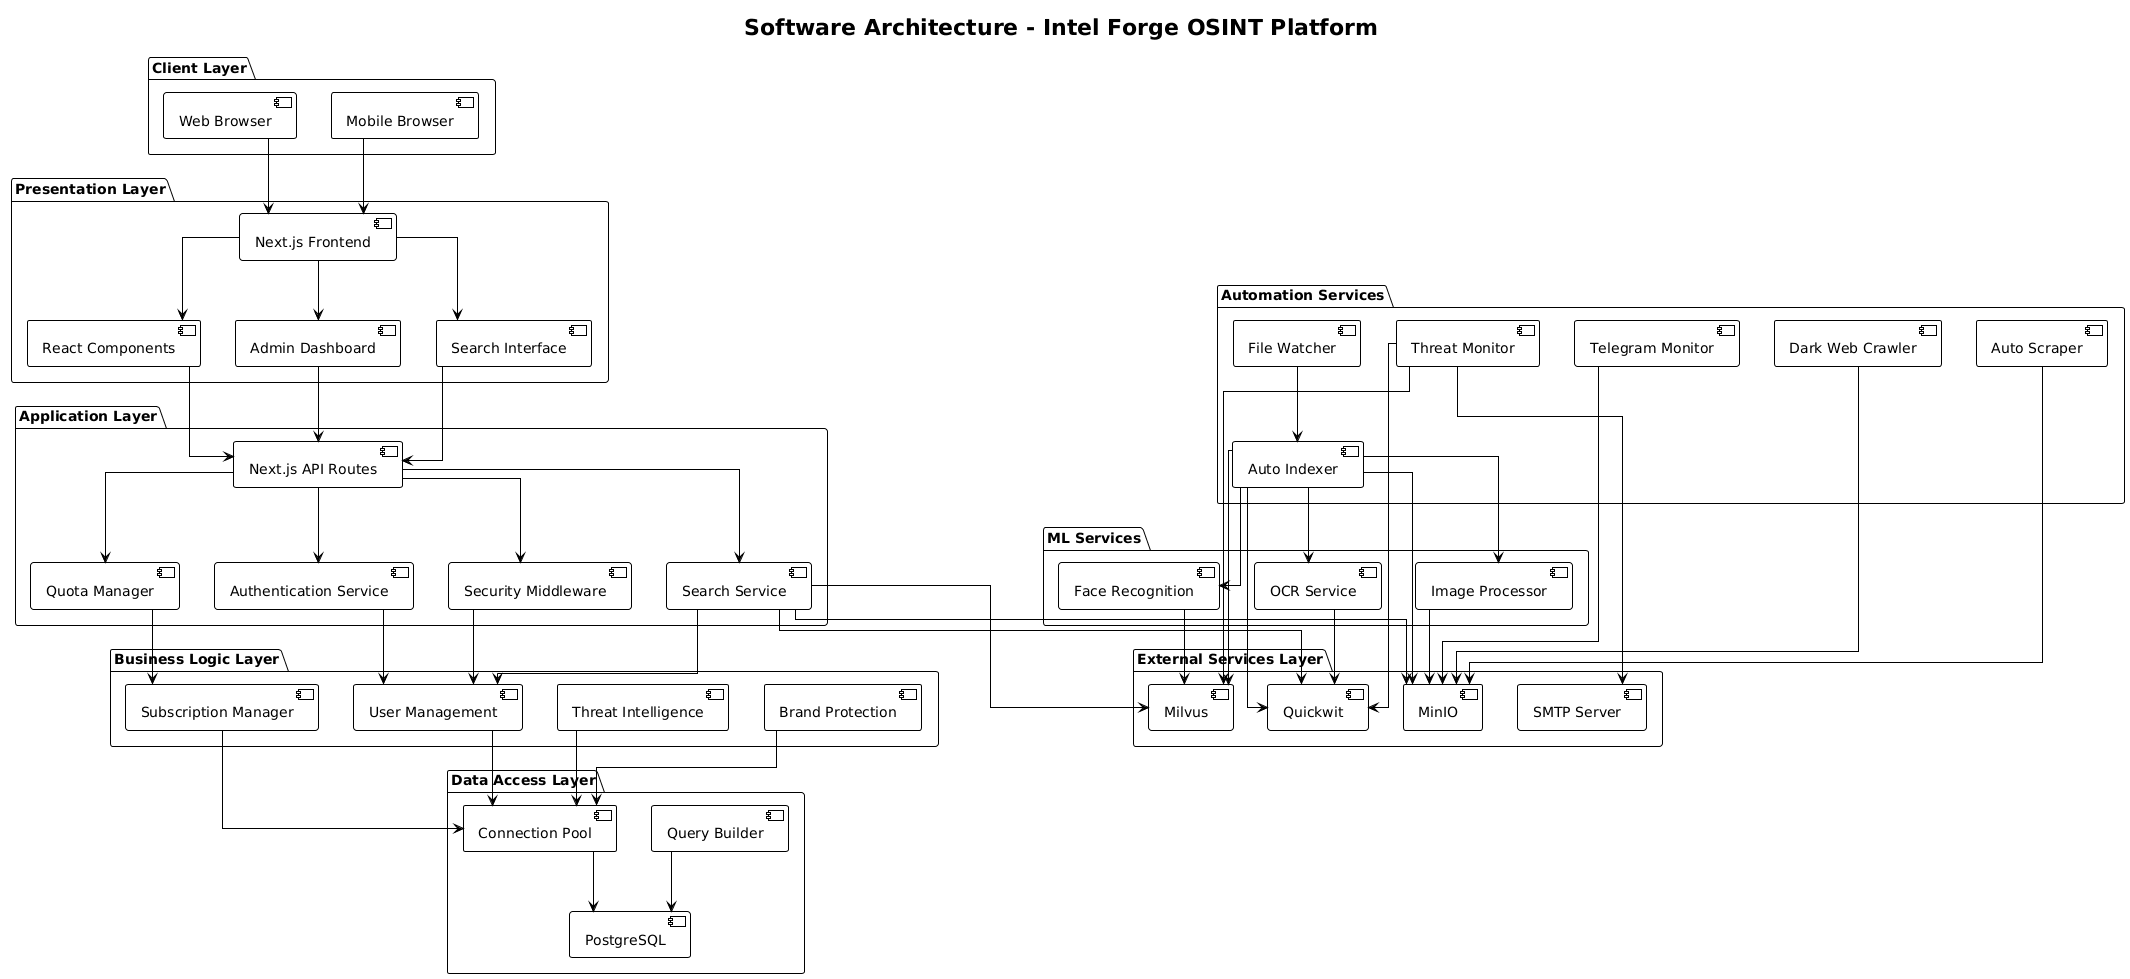 Software Architecture - Intel Forge OSINT Platform
Client Layer
Web Browser
Mobile Browser
Presentation Layer
Next.js Frontend
React Components
Admin Dashboard
Search Interface
Automation Services
File Watcher
Threat Monitor
Telegram Monitor
Dark Web Crawler
Auto Scraper
Auto Indexer
Application Layer
Next.js API Routes
Quota Manager
Authentication Service
Security Middleware
Search Service
ML Services
Face Recognition
OCR Service
Image Processor
Business Logic Layer
Subscription Manager
User Management
Threat Intelligence
Brand Protection
External Services Layer
Milvus
Quickwit
MinIO
SMTP Server
Data Access Layer
Connection Pool
Query Builder
PostgreSQL